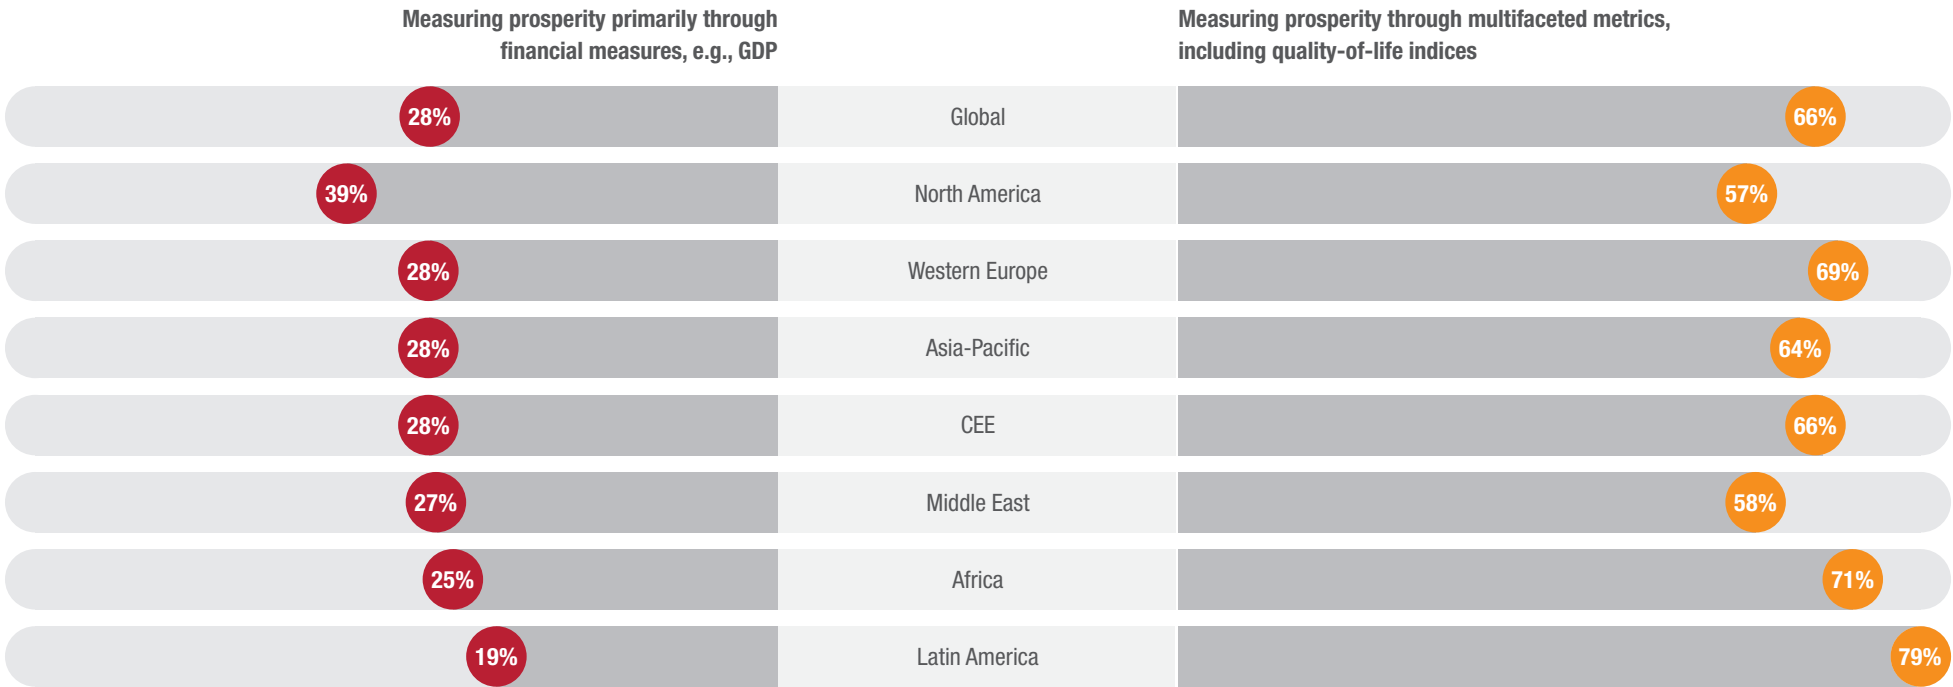 Measuring prosperity primarily through
financial measures, e.g., GDP
Measuring prosperity through multifaceted metrics,
including quality-of-life indices
28% Global 66%
39% North America 57%
28% Western Europe 69%
28% Asia-Pacific 64%
28% CEE 66%
27% Middle East 58%
25% Africa 71%
19% Latin America 79%